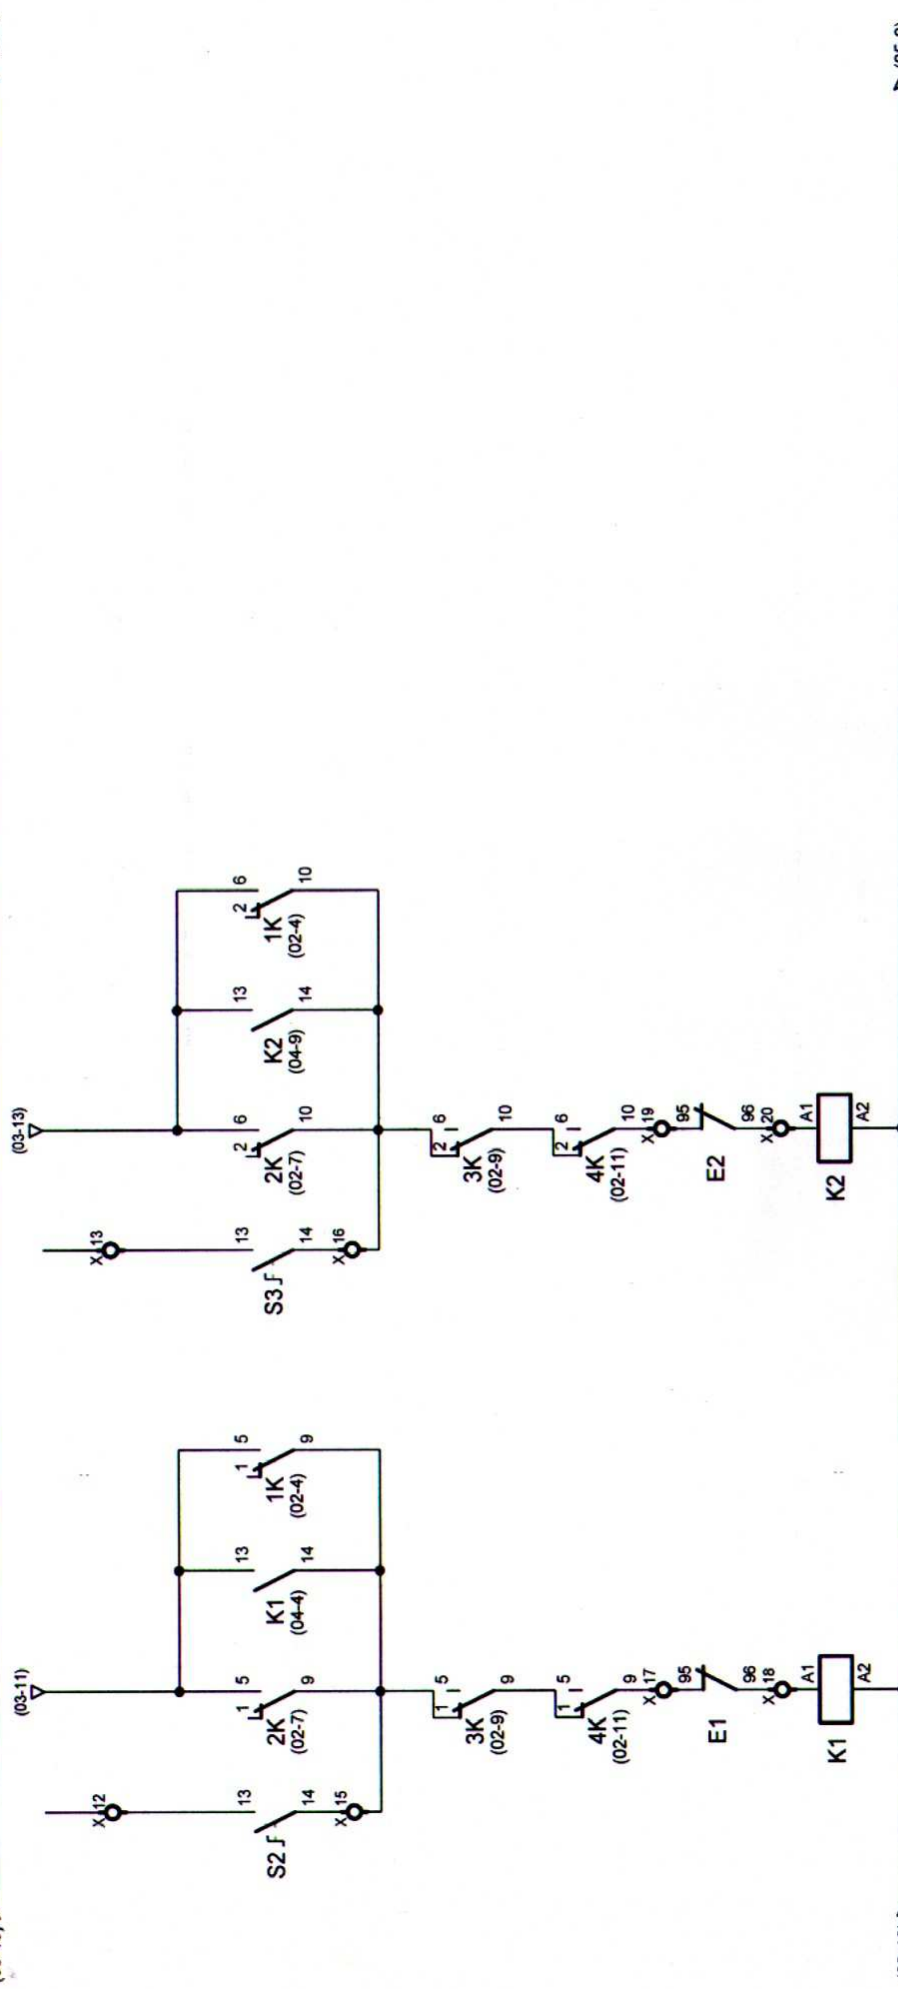 (03-11)
(03-13)
X 12
X 13
13
14
S2
X 15
1 5
9
2K
(02-7)
13
14
K1
(04-4)
1 5
9
1K
(02-4)
13
14
S3
X 16
2 6
10
2K
(02-7)
13
14
K2
(04-9)
2 6
10
1K
(02-4)
1 5
9
3K
(02-9)
1 5
9
4K
(02-11)
X 17
95
96
E1
X 18
A1
A2
K1
2 6
10
3K
(02-9)
2 6
10
4K
(02-11)
X 19
95
96
E2
X 20
A1
A2
K2